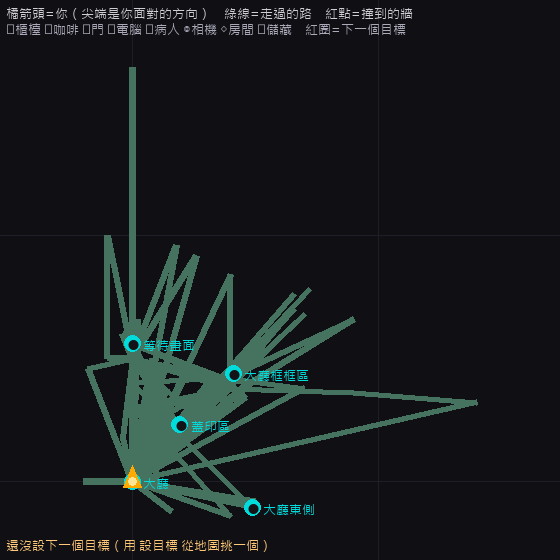 橘箭頭=你（尖端是你面對的方向） 綠線=走過的路 紅點=撞到的牆
櫃檯 咖啡 門 電腦 病人 相機 房間 儲藏 紅圈=下一個目標
等待畫面
大廳框框區
蓋印區
大廳
大廳東側
還沒設下一個目標（用 設目標 從地圖挑一個）